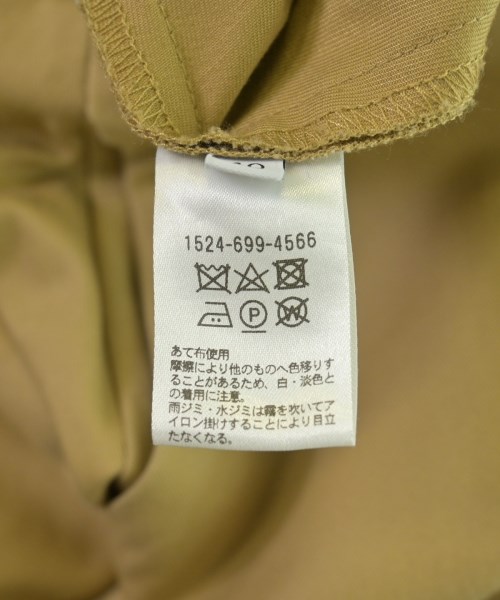 1524-699-4566
P W
あて布使用
摩擦により他のものへ色移りす
ることがあるため、白・淡色と
の着用に注意。
雨ジミ・水ジミは霧を吹いてア
イロン掛けすることにより目立
たなくなる。